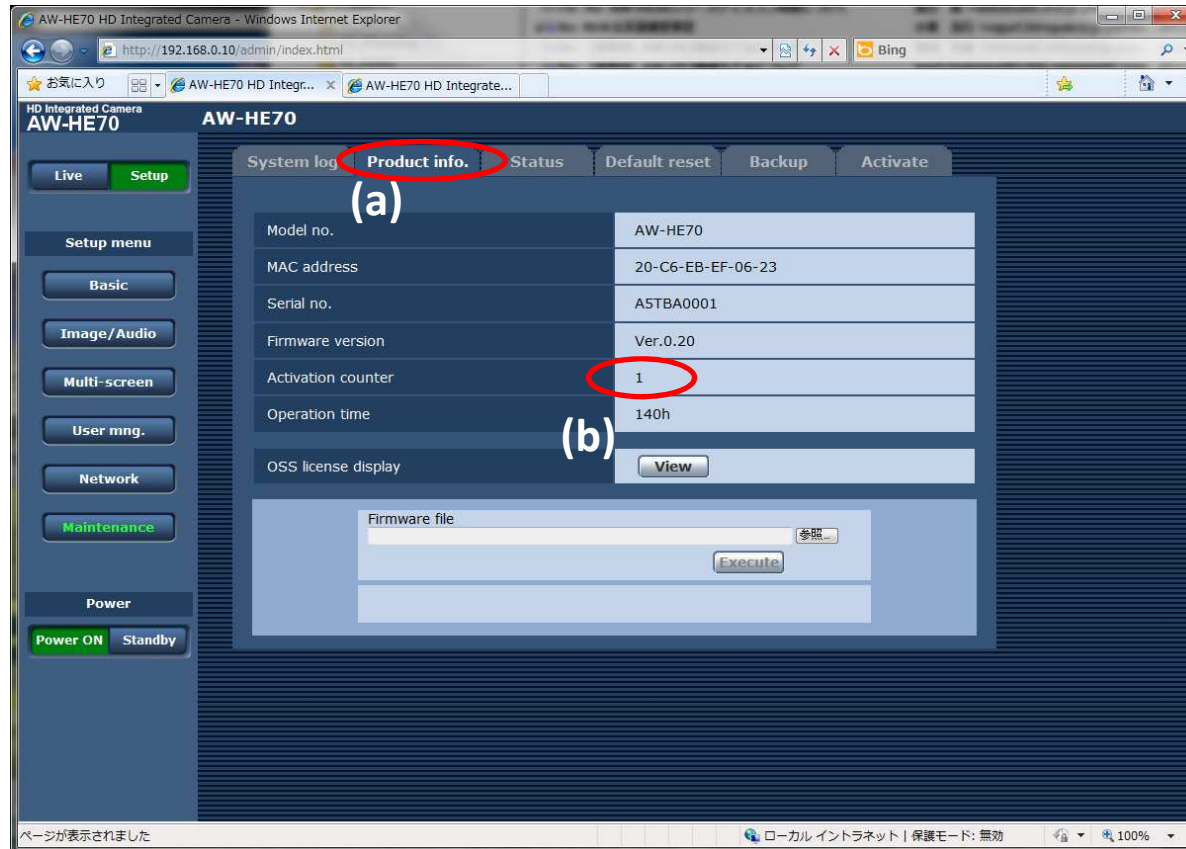 AW-HE70 HD Integrated Camera - Windows Internet Explorer
http://192.168.0.10/admin/index.html
Bing
お気に入り
AW-HE70 HD Integr...
AW-HE70 HD Integrate...
HD Integrated Camera
AW-HE70
AW-HE70
System log
Product info.
Status
Default reset
Backup
Activate
Live
Setup
(a)
Setup menu
Basic
Image/Audio
Multi-screen
User mng.
Network
Maintenance
Power
Power ON
Standby
Model no. AW-HE70
MAC address 20-C6-EB-EF-06-23
Serial no. A5TBA0001
Firmware version Ver.0.20
Activation counter 1
Operation time 140h
(b)
OSS license display View
Firmware file
参照...
Execute
ページが表示されました
ローカル イントラネット | 保護モード: 無効
100%